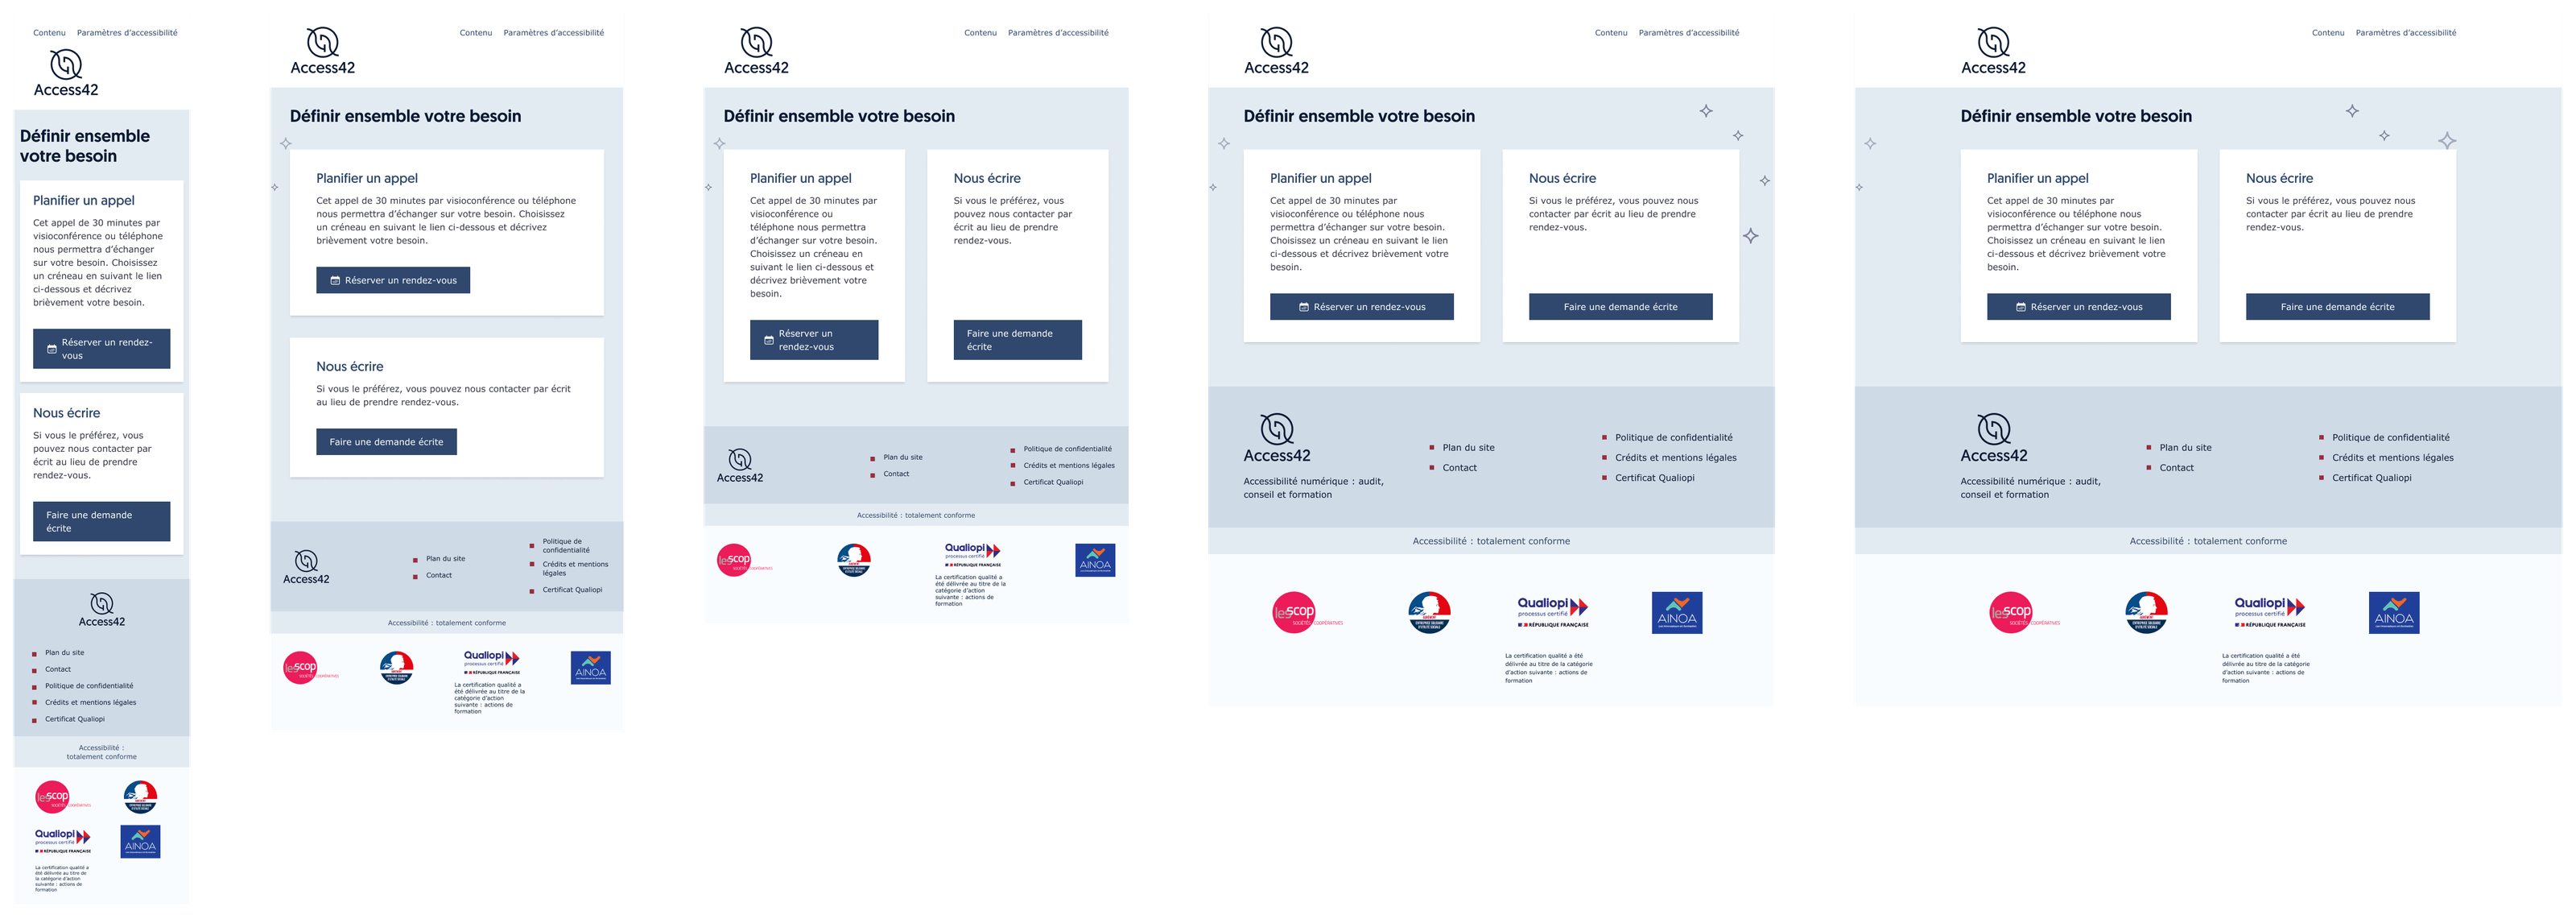 Contenu Paramètres d'accessibilité
Access42
Définir ensemble
votre besoin
Planifier un appel
Cet appel de 30 minutes par
visioconférence ou téléphone
nous permettra d'échanger
sur votre besoin. Choisissez
un créneau en suivant le lien
ci-dessous et décrivez
brièvement votre besoin.
Réserver un rendez-
vous
Nous écrire
Si vous le préférez, vous
pouvez nous contacter par
écrit au lieu de prendre
rendez-vous.
Faire une demande
écrite
Access42
Plan du site
Contact
Politique de confidentialité
Crédits et mentions légales
Certificat Qualiopi
Accessibilité :
totalement conforme
lescop
SOCIÉTÉS COOPÉRATIVES
Qualiopi
processus certifié
RÉPUBLIQUE FRANÇAISE
AINOA
La certification qualité a
été délivrée au titre de
la catégorie d'action
suivante : actions de
formation
Access42
Contenu Paramètres d'accessibilité
Définir ensemble votre besoin
Planifier un appel
Cet appel de 30 minutes par visioconférence ou téléphone
nous permettra d'échanger sur votre besoin. Choisissez
un créneau en suivant le lien ci-dessous et décrivez
brièvement votre besoin.
Réserver un rendez-vous
Nous écrire
Si vous le préférez, vous pouvez nous contacter par écrit
au lieu de prendre rendez-vous.
Faire une demande écrite
Access42
Plan du site
Contact
Politique de
confidentialité
Crédits et mentions
légales
Certificat Qualiopi
Accessibilité : totalement conforme
lescop
SOCIÉTÉS COOPÉRATIVES
Qualiopi
processus certifié
RÉPUBLIQUE FRANÇAISE
AINOA
La certification qualité a
été délivrée au titre de la
catégorie d'action
suivante : actions de
formation
Access42
Contenu Paramètres d'accessibilité
Définir ensemble votre besoin
Planifier un appel
Cet appel de 30 minutes par
visioconférence ou
téléphone nous permettra
d'échanger sur votre besoin.
Choisissez un créneau en
suivant le lien ci-dessous et
décrivez brièvement votre
besoin.
Réserver un
rendez-vous
Nous écrire
Si vous le préférez, vous
pouvez nous contacter par
écrit au lieu de prendre
rendez-vous.
Faire une demande
écrite
Access42
Plan du site
Contact
Politique de confidentialité
Crédits et mentions légales
Certificat Qualiopi
Accessibilité : totalement conforme
lescop
SOCIÉTÉS COOPÉRATIVES
Qualiopi
processus certifié
RÉPUBLIQUE FRANÇAISE
AINOA
La certification qualité a
été délivrée au titre de la
catégorie d'action
suivante : actions de
formation
Access42
Contenu Paramètres d'accessibilité
Définir ensemble votre besoin
Planifier un appel
Cet appel de 30 minutes par
visioconférence ou téléphone nous
permettra d'échanger sur votre besoin.
Choisissez un créneau en suivant le lien
ci-dessous et décrivez brièvement votre
besoin.
Réserver un rendez-vous
Nous écrire
Si vous le préférez, vous pouvez nous
contacter par écrit au lieu de prendre
rendez-vous.
Faire une demande écrite
Access42
Accessibilité numérique : audit,
conseil et formation
Plan du site
Contact
Politique de confidentialité
Crédits et mentions légales
Certificat Qualiopi
Accessibilité : totalement conforme
lescop
SOCIÉTÉS COOPÉRATIVES
ENTREPRISE SOLIDAIRE
D'UTILITÉ SOCIALE
Qualiopi
processus certifié
RÉPUBLIQUE FRANÇAISE
AINOA
La certification qualité a été
délivrée au titre de la catégorie
d'action suivante : actions de
formation
Access42
Contenu Paramètres d'accessibilité
Définir ensemble votre besoin
Planifier un appel
Cet appel de 30 minutes par
visioconférence ou téléphone nous
permettra d'échanger sur votre besoin.
Choisissez un créneau en suivant le lien
ci-dessous et décrivez brièvement votre
besoin.
Réserver un rendez-vous
Nous écrire
Si vous le préférez, vous pouvez nous
contacter par écrit au lieu de prendre
rendez-vous.
Faire une demande écrite
Access42
Accessibilité numérique : audit,
conseil et formation
Plan du site
Contact
Politique de confidentialité
Crédits et mentions légales
Certificat Qualiopi
Accessibilité : totalement conforme
lescop
SOCIÉTÉS COOPÉRATIVES
ENTREPRISE SOLIDAIRE
D'UTILITÉ SOCIALE
Qualiopi
processus certifié
RÉPUBLIQUE FRANÇAISE
AINOA
La certification qualité a été
délivrée au titre de la catégorie
d'action suivante : actions de
formation